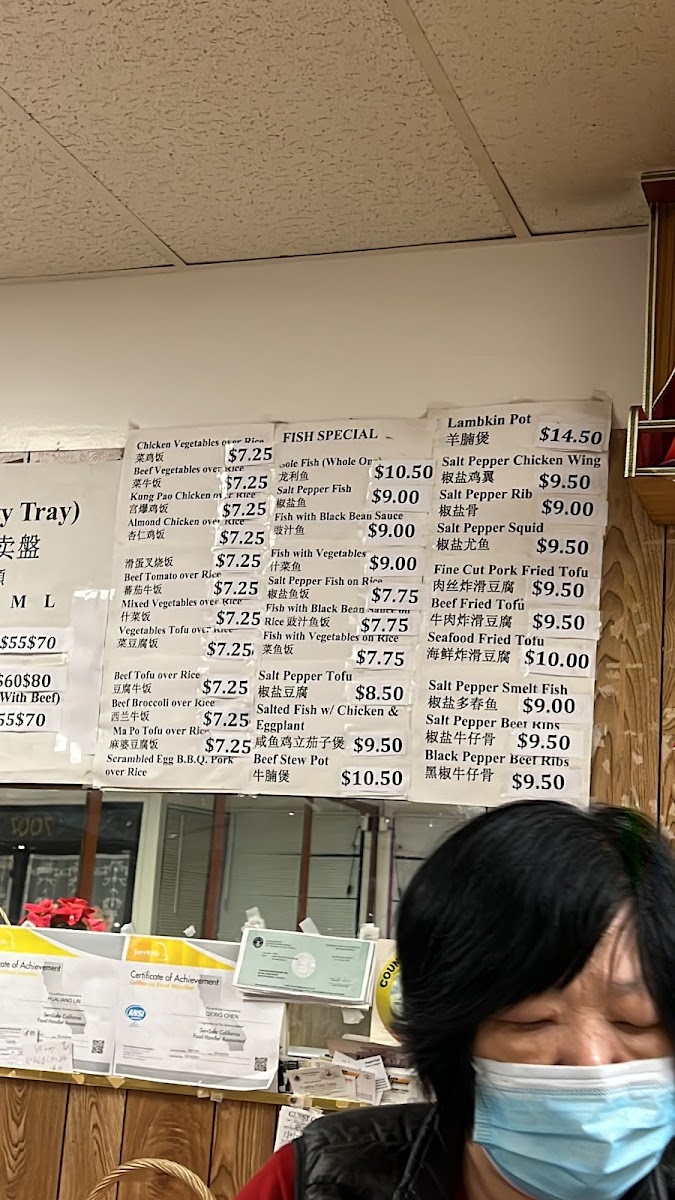 y Tray)
卖盤
M L
$55$70
$60$80
(With Beef)
55$70
Chicken Vegetables over Rice
菜鸡饭 $7.25
Beef Vegetables over Rice
菜牛饭 $7.25
Kung Pao Chicken over Rice
宫爆鸡饭 $7.25
Almond Chicken over Rice
杏仁鸡饭 $7.25
滑蛋叉烧饭 $7.25
Beef Tomato over Rice
蕃茄牛饭 $7.25
Mixed Vegetables over Rice
什菜饭 $7.25
Vegetables Tofu over Rice
菜豆腐饭 $7.25
Beef Tofu over Rice
豆腐牛饭 $7.25
Beef Broccoli over Rice
西兰牛饭 $7.25
Ma Po Tofu over Rice
麻婆豆腐饭 $7.25
Scrambled Egg B.B.Q. Pork
over Rice
FISH SPECIAL
Sole Fish (Whole One)
龙利鱼 $10.50
Salt Pepper Fish
椒盐鱼 $9.00
Fish with Black Bean Sauce
豉汁鱼 $9.00
Fish with Vegetables
什菜鱼 $9.00
Salt Pepper Fish on Rice
椒盐鱼饭 $7.75
Fish with Black Bean Sauce on
Rice 豉汁鱼饭 $7.75
Fish with Vegetables on Rice
菜鱼饭 $7.75
Salt Pepper Tofu
椒盐豆腐 $8.50
Salted Fish w/ Chicken &
Eggplant
咸鱼鸡立茄子煲 $9.50
Beef Stew Pot
牛腩煲 $10.50
Lambkin Pot
羊腩煲 $14.50
Salt Pepper Chicken Wing
椒盐鸡翼 $9.50
Salt Pepper Rib
椒盐骨 $9.00
Salt Pepper Squid
椒盐尤鱼 $9.50
Fine Cut Pork Fried Tofu
肉丝炸滑豆腐 $9.50
Beef Fried Tofu
牛肉炸滑豆腐 $9.50
Seafood Fried Tofu
海鲜炸滑豆腐 $10.00
Salt Pepper Smelt Fish
椒盐多春鱼 $9.00
Salt Pepper Beef Ribs
椒盐牛仔骨 $9.50
Black Pepper Beef Ribs
黑椒牛仔骨 $9.50
cate of Achievement
HUALIANG LIN
Certificate of Achievement
ANSI
QIONG CHEN
COUN